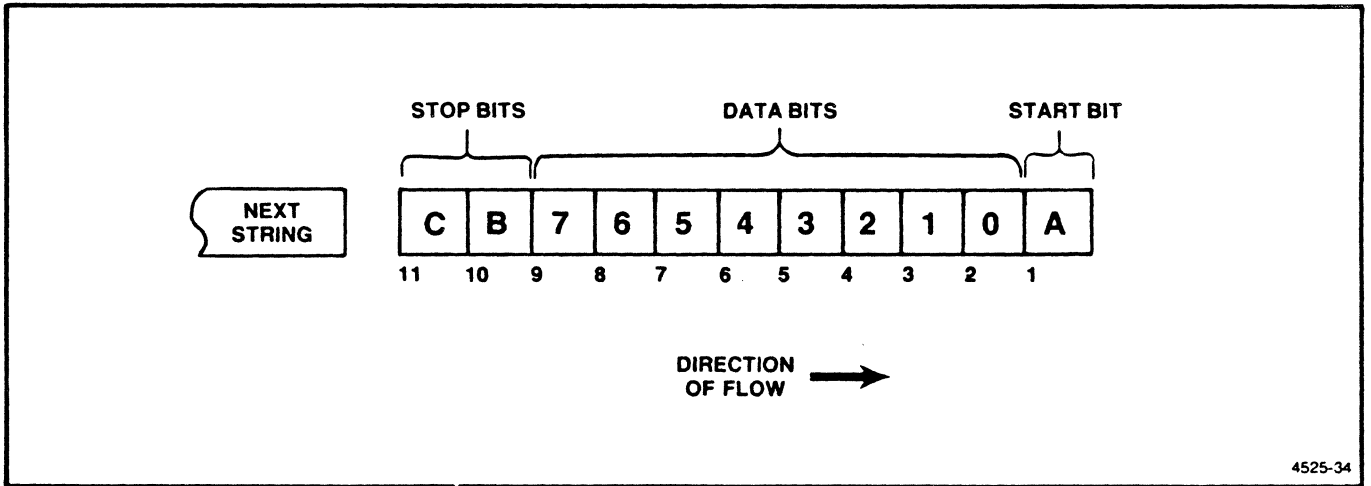 STOP BITS DATA BITS START BIT
NEXT
STRING
C B 7 6 5 4 3 2 1 0 A
11 10 9 8 7 6 5 4 3 2 1
DIRECTION
OF FLOW
4525-34